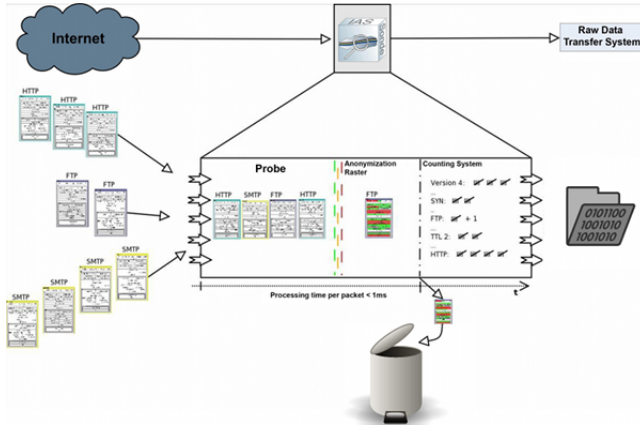 Internet
IAS
Sonde
Raw Data
Transfer System
HTTP
HTTP
HTTP
FTP
FTP
SMTP
SMTP
SMTP
SMTP
Probe
HTTP
SMTP
FTP
HTTP
Anonymization
Raster
FTP
Counting System
Version 4:
...
SYN:
...
FTP: + 1
...
TTL 2:
...
HTTP:
Processing time per packet < 1ms
t
0101100
1001010
1001010